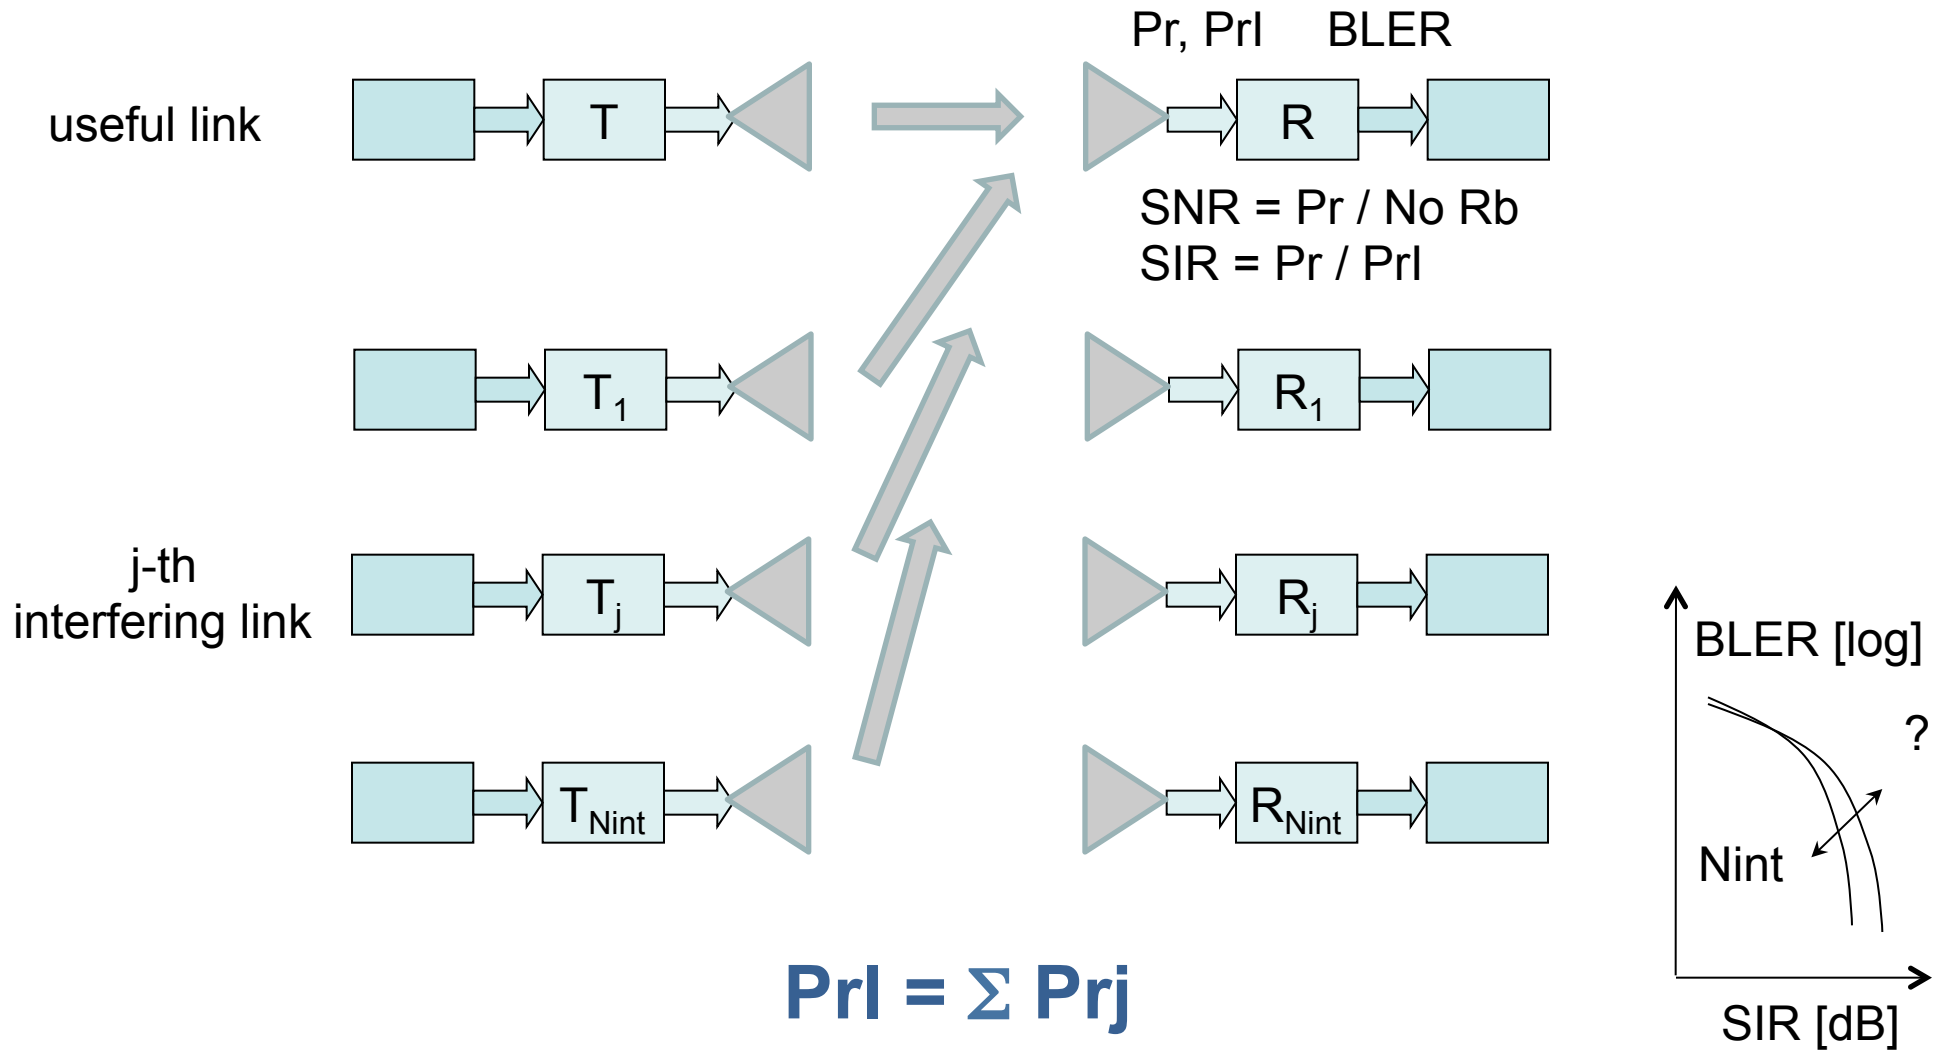 Pr, PrI BLER
useful link
T
R
SNR = Pr / No Rb
SIR = Pr / PrI
T1
R1
j-th
interfering link
Tj
Rj
BLER [log]
?
TNint
RNint
Nint
PrI = Σ Prj
SIR [dB]